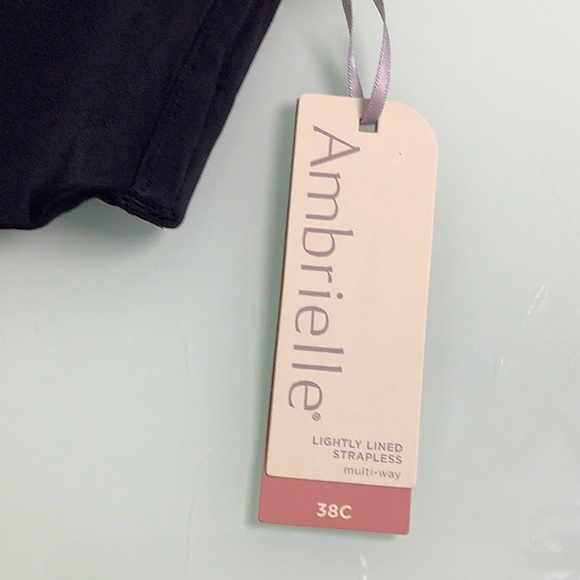 Ambrielle®
LIGHTLY LINED
STRAPLESS
multi-way
38C